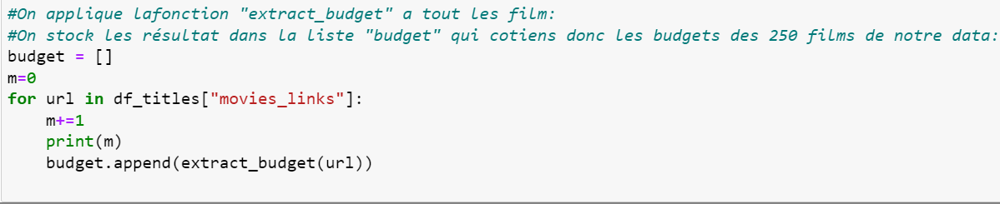 #On applique lafonction "extract_budget" a tout les film:
#On stock les résultat dans la liste "budget" qui cotiens donc les budgets des 250 films de notre data:
budget = []
m=0
for url in df_titles["movies_links"]:
    m+=1
    print(m)
    budget.append(extract_budget(url))